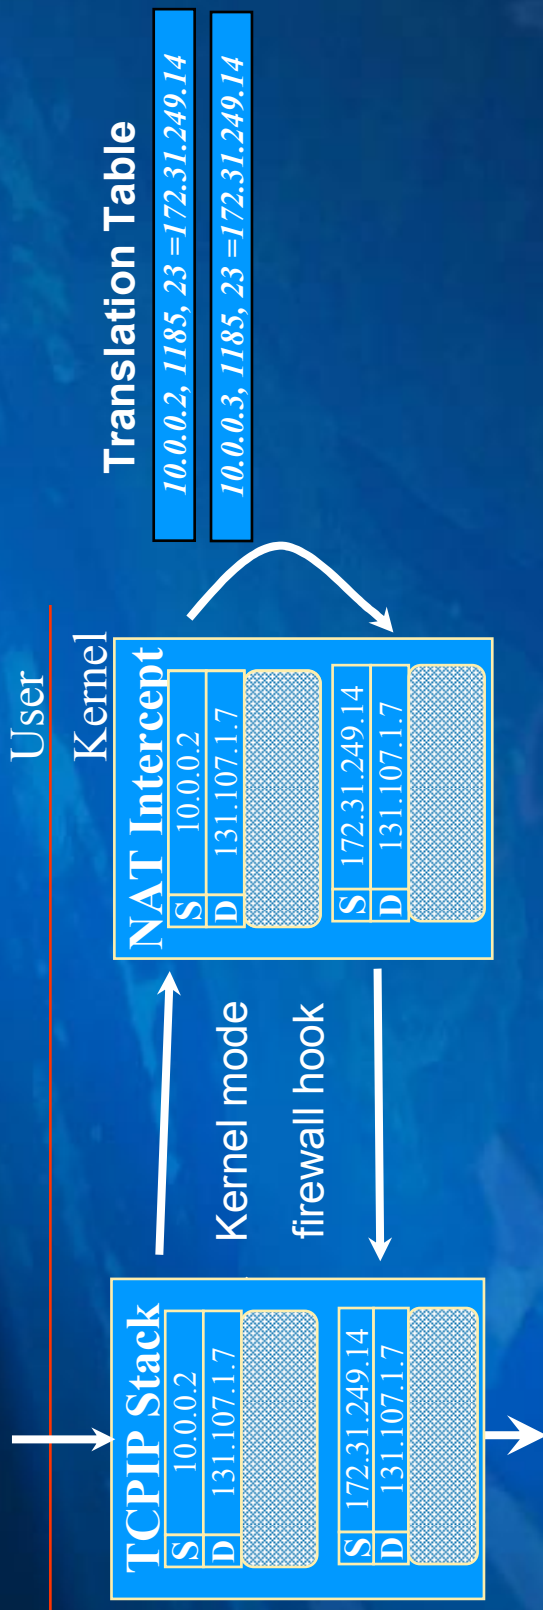 User
Kernel
TCPIP Stack
S 10.0.0.2
D 131.107.1.7
S 172.31.249.14
D 131.107.1.7
Kernel mode
firewall hook
NAT Intercept
S 10.0.0.2
D 131.107.1.7
S 172.31.249.14
D 131.107.1.7
Translation Table
10.0.0.2, 1185, 23 =172.31.249.14
10.0.0.3, 1185, 23 =172.31.249.14